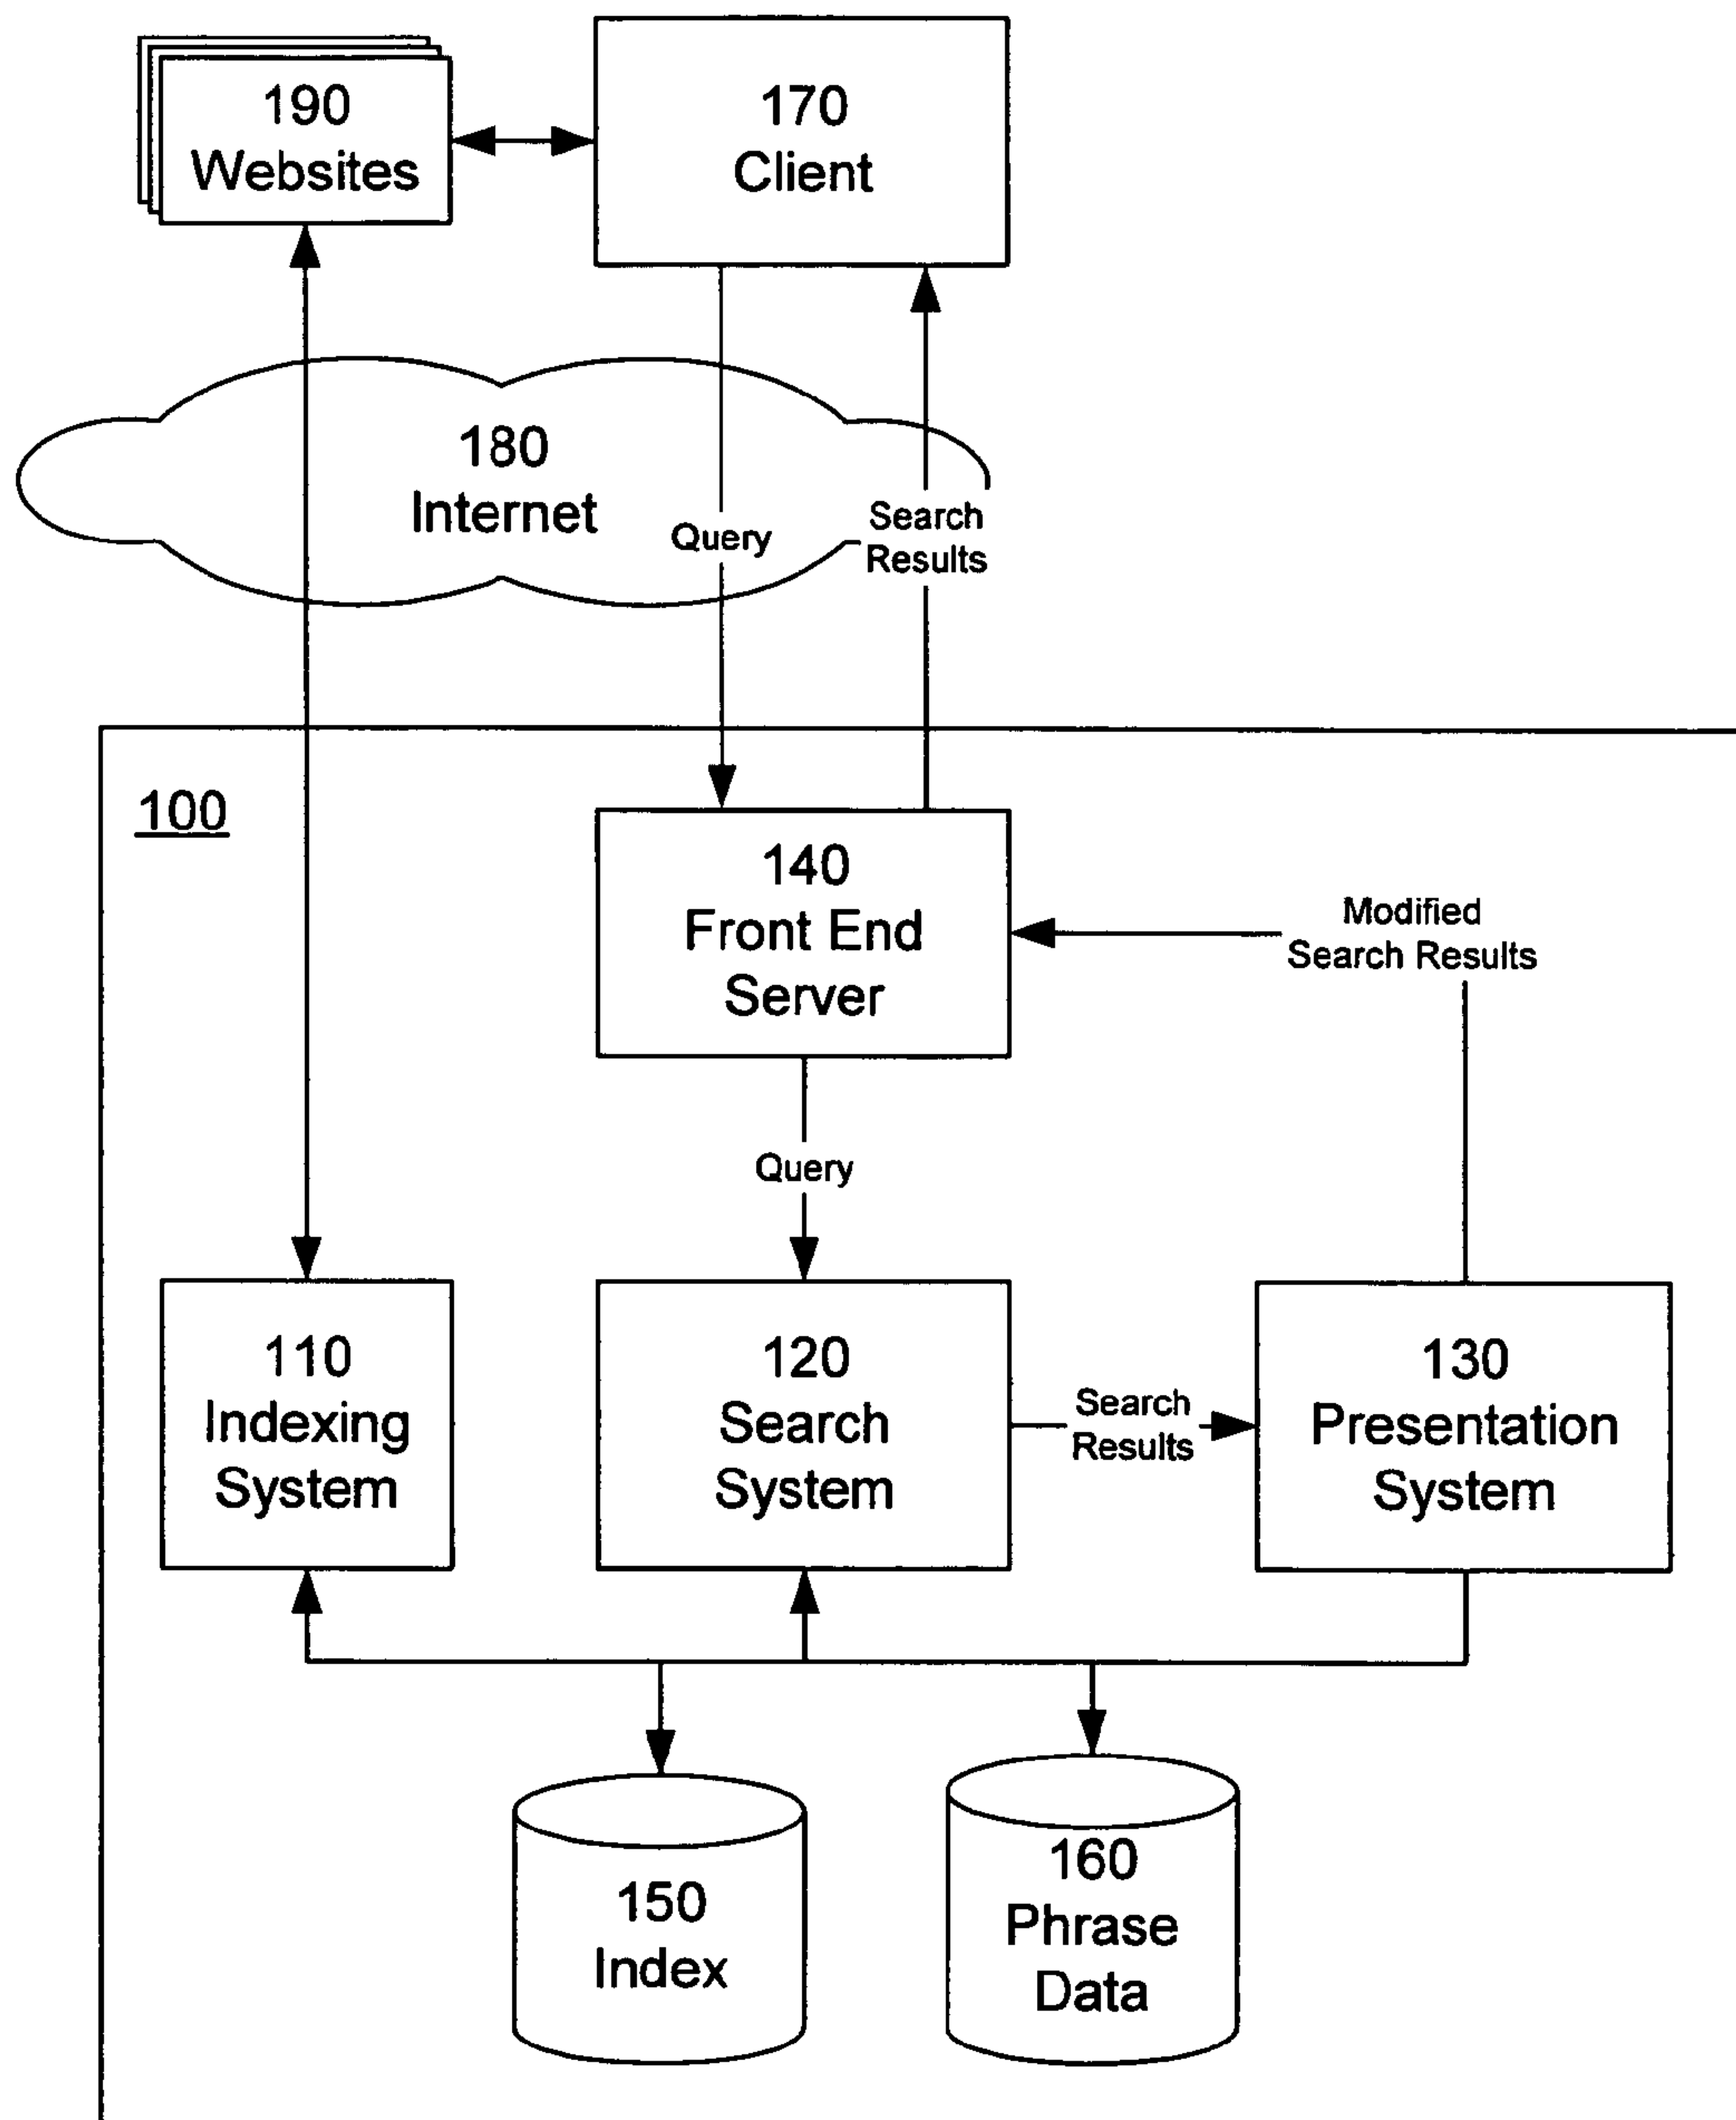 190
Websites
170
Client
180
Internet
Query
Search
Results
100
140
Front End
Server
Modified
Search Results
Query
110
Indexing
System
120
Search
System
Search
Results
130
Presentation
System
150
Index
160
Phrase
Data